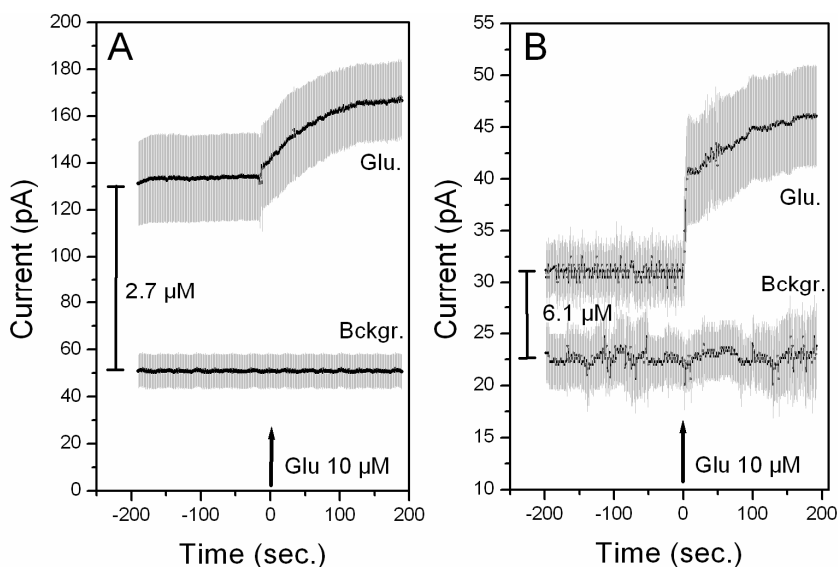 A
200
180
160
140
120
100
80
60
40
20
0
Current (pA)
Glu.
2.7 µM
Bckgr.
Glu 10 µM
-200 -100 0 100 200
Time (sec.)
B
55
50
45
40
35
30
25
20
15
10
Current (pA)
Glu.
Bckgr.
6.1 µM
Glu 10 µM
-200 -100 0 100 200
Time (sec.)